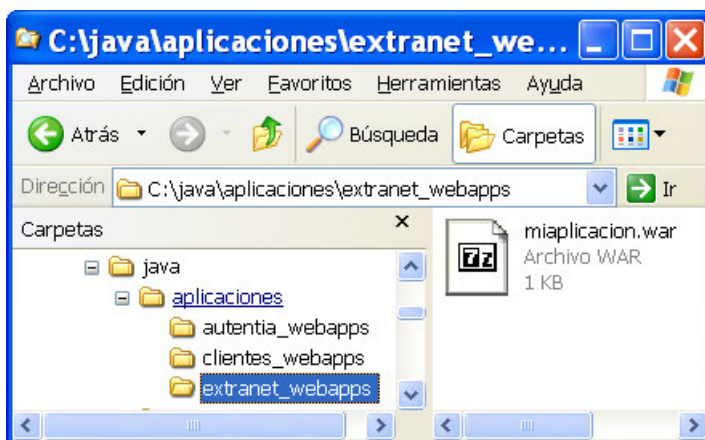 C:\java\aplicaciones\extranet_we...
Archivo Edición Ver Favoritos Herramientas Ayuda
Atrás Búsqueda Carpetas
Dirección C:\java\aplicaciones\extranet_webapps Ir
Carpetas
java
aplicaciones
autentia_webapps
clientes_webapps
extranet_webapps
7z
miaplicacion.war
Archivo WAR
1 KB